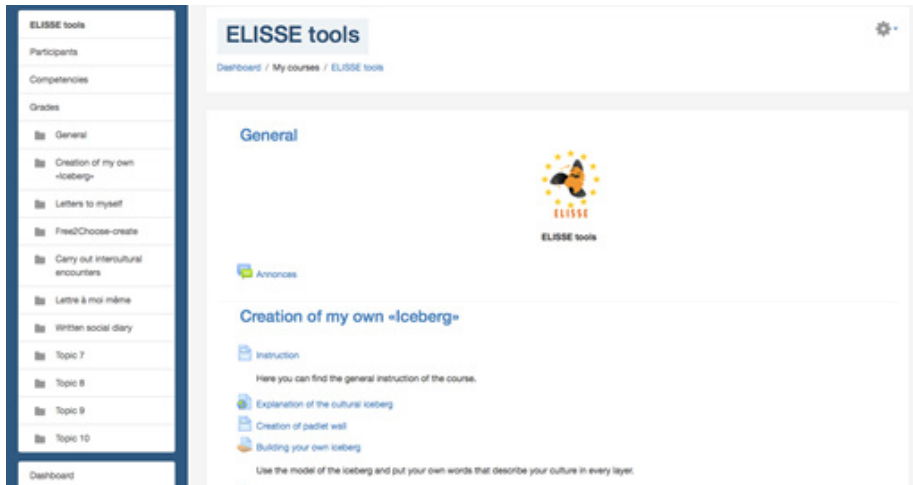 ELISSE tools
Participants
Competencies
Grades
General
Creation of my own
«Iceberg»
Letters to myself
Free2Choose-create
Carry out intercultural
encounters
Lettre à moi même
Written social diary
Topic 7
Topic 8
Topic 9
Topic 10
Dashboard
ELISSE tools
Dashboard / My courses / ELISSE tools
General
ELISSE
ELISSE tools
Annonces
Creation of my own «Iceberg»
Instruction
Here you can find the general instruction of the course.
Explanation of the cultural iceberg
Creation of padlet wall
Building your own iceberg
Use the model of the iceberg and put your own words that describe your culture in every layer.